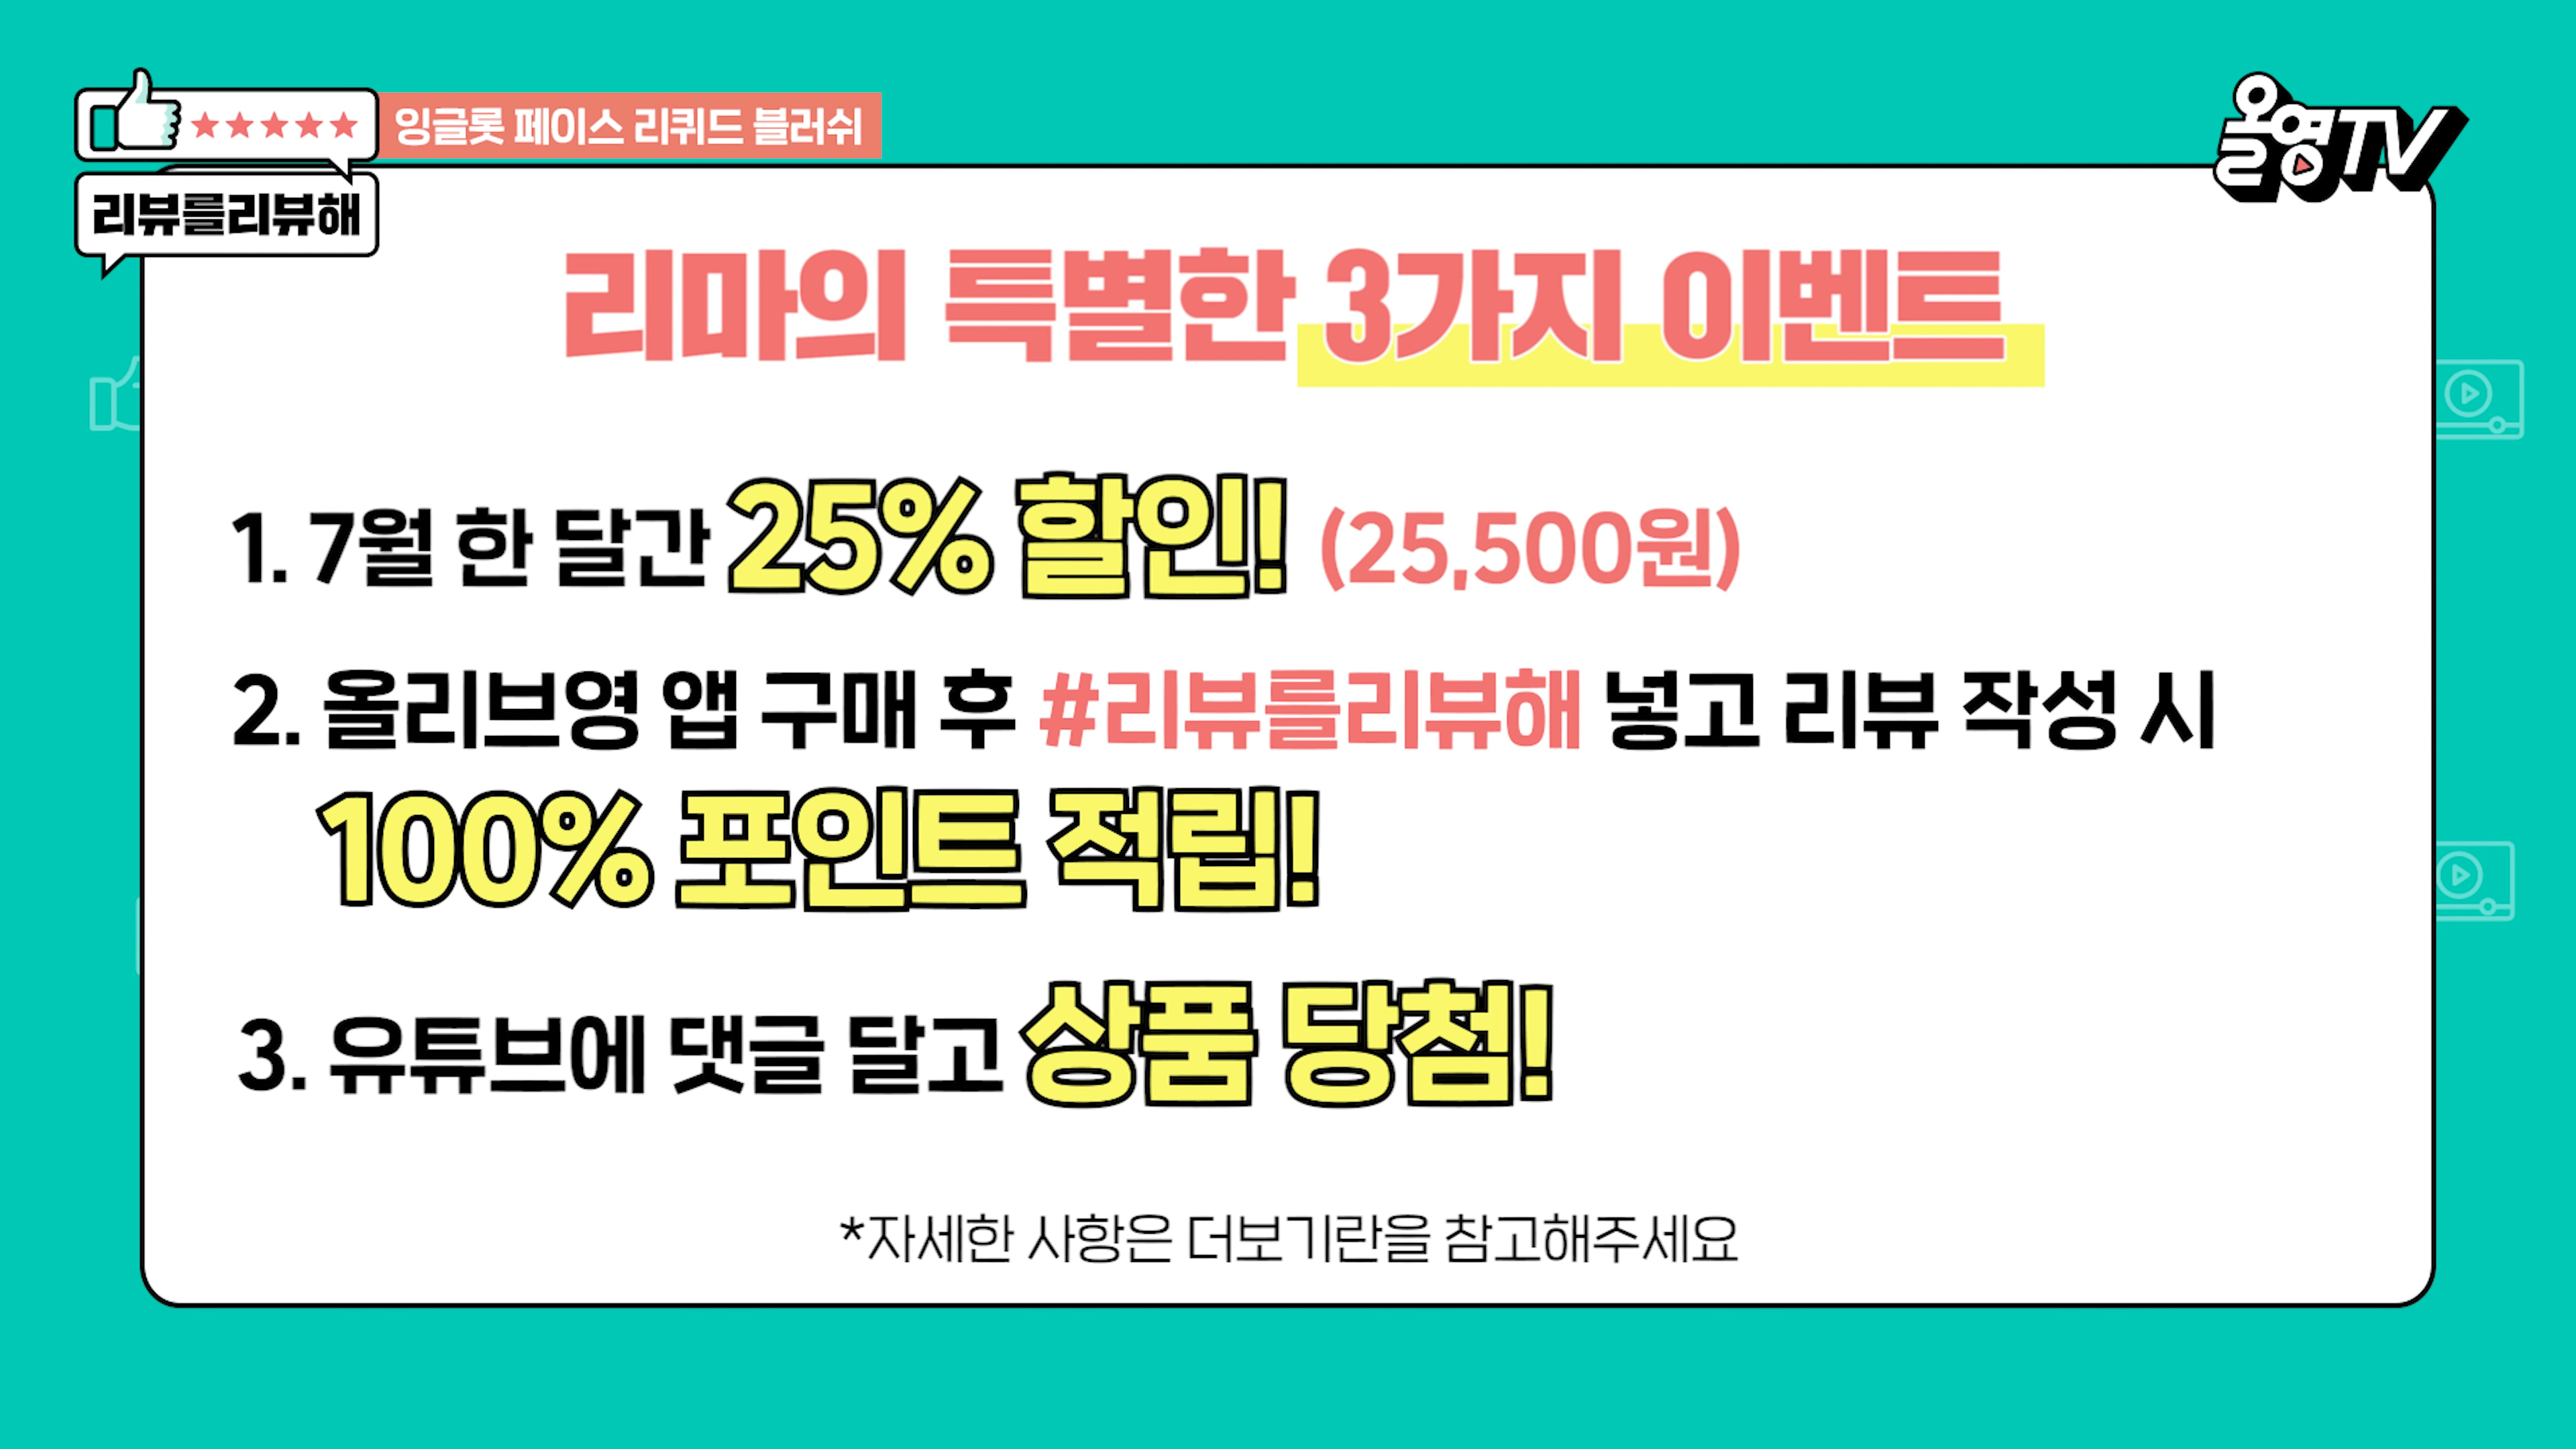 잉글롯 페이스 리퀴드 블러쉬
올영TV
리뷰를리뷰해
리마의 특별한 3가지 이벤트
1. 7월 한 달간 25% 할인! (25,500원)
2. 올리브영 앱 구매 후 #리뷰를리뷰해 넣고 리뷰 작성 시
100% 포인트 적립!
3. 유튜브에 댓글 달고 상품 당첨!
*자세한 사항은 더보기란을 참고해주세요